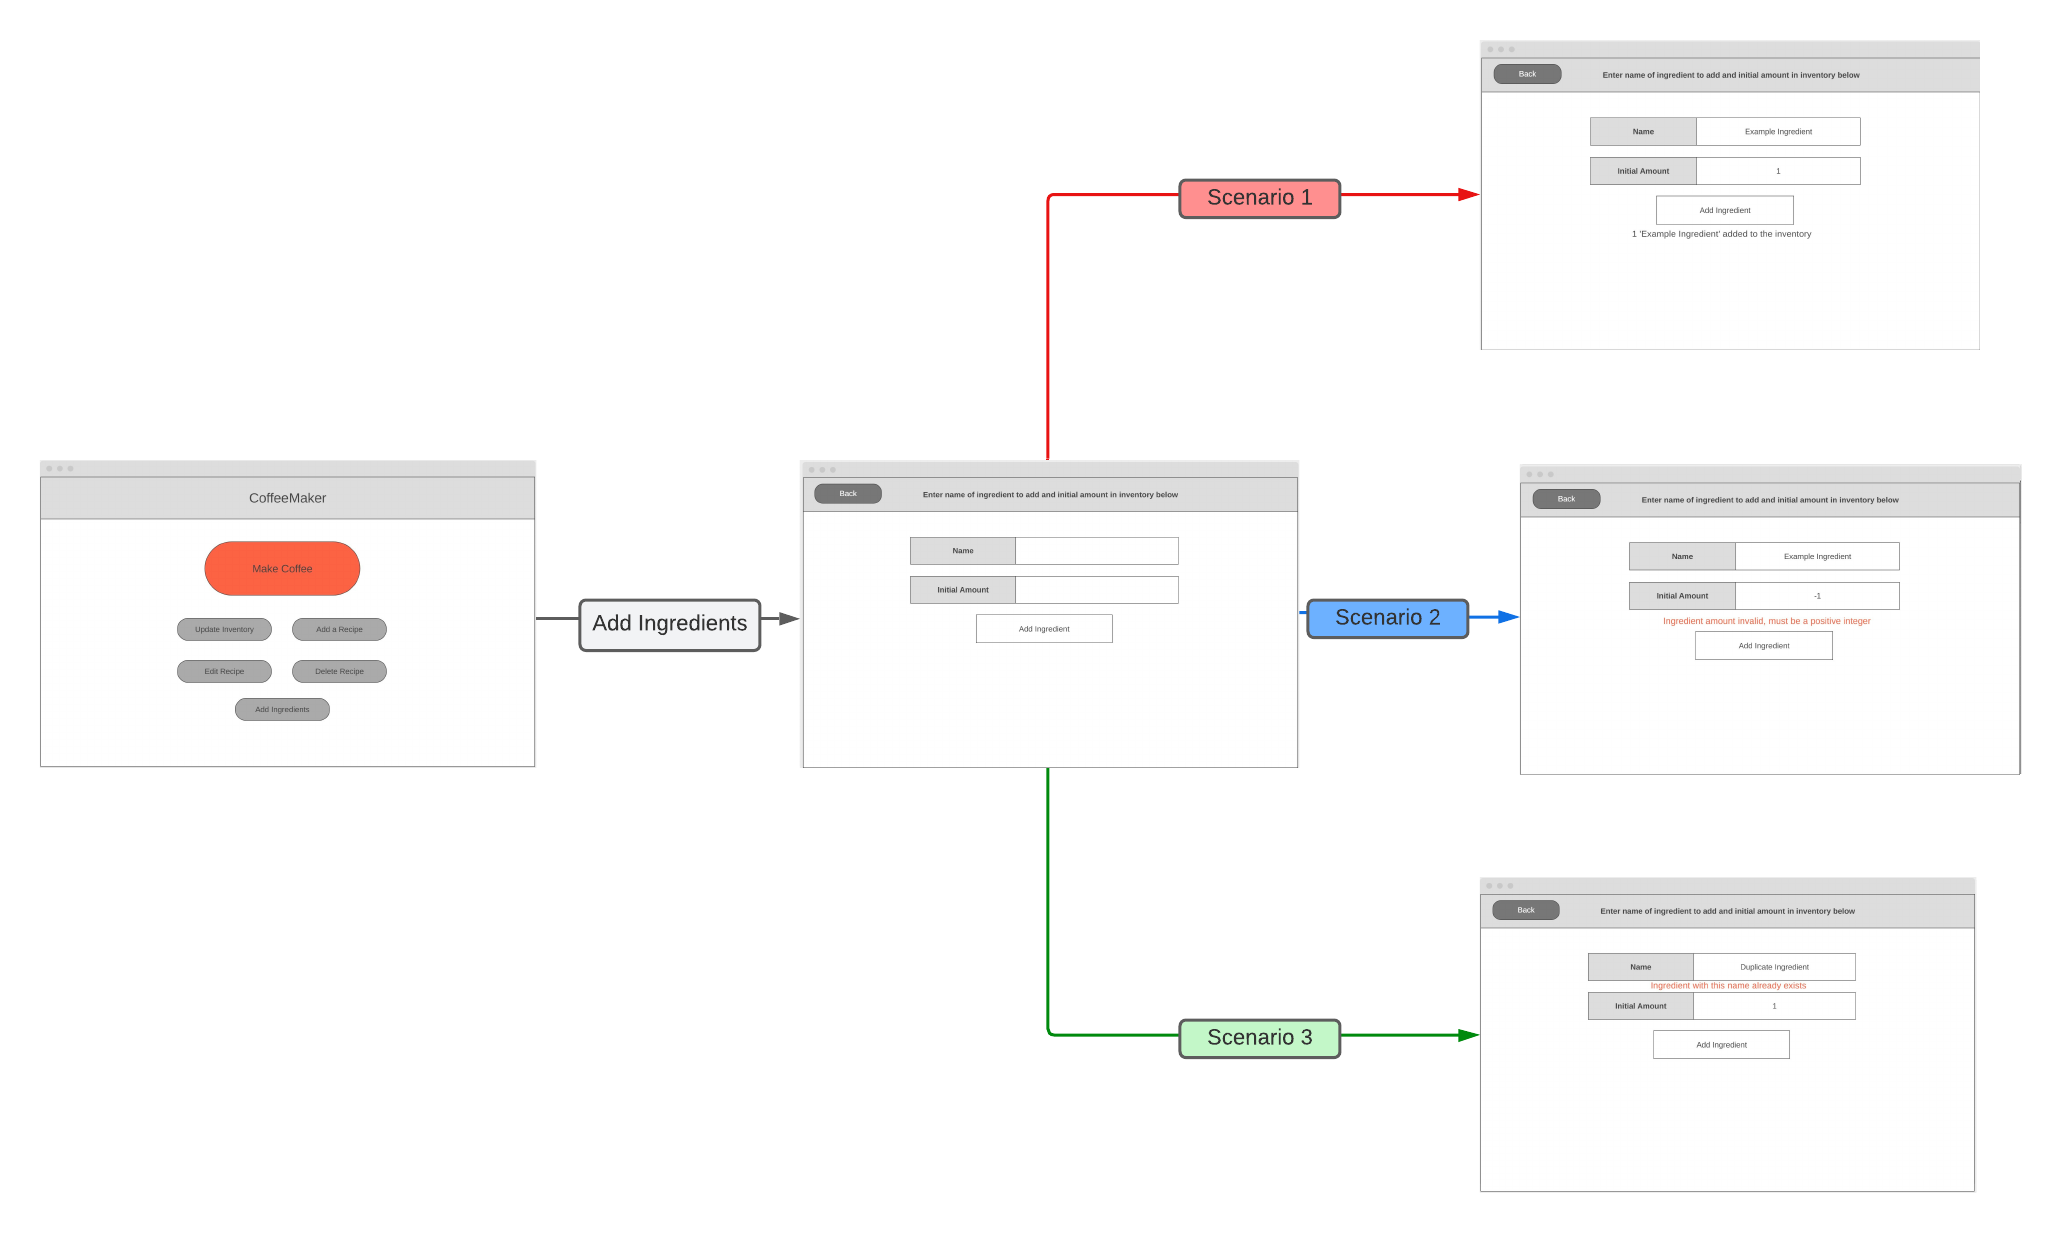 Back
Enter name of ingredient to add and initial amount in inventory below
Name
Example Ingredient
Initial Amount
1
Add Ingredient
1 'Example Ingredient' added to the inventory
Scenario 1
CoffeeMaker
Make Coffee
Update Inventory
Add a Recipe
Edit Recipe
Delete Recipe
Add Ingredients
Add Ingredients
Back
Enter name of ingredient to add and initial amount in inventory below
Name
Initial Amount
Add Ingredient
Scenario 2
Back
Enter name of ingredient to add and initial amount in inventory below
Name
Example Ingredient
Initial Amount
-1
Ingredient amount invalid, must be a positive integer
Add Ingredient
Scenario 3
Back
Enter name of ingredient to add and initial amount in inventory below
Name
Duplicate Ingredient
Ingredient with this name already exists
Initial Amount
1
Add Ingredient